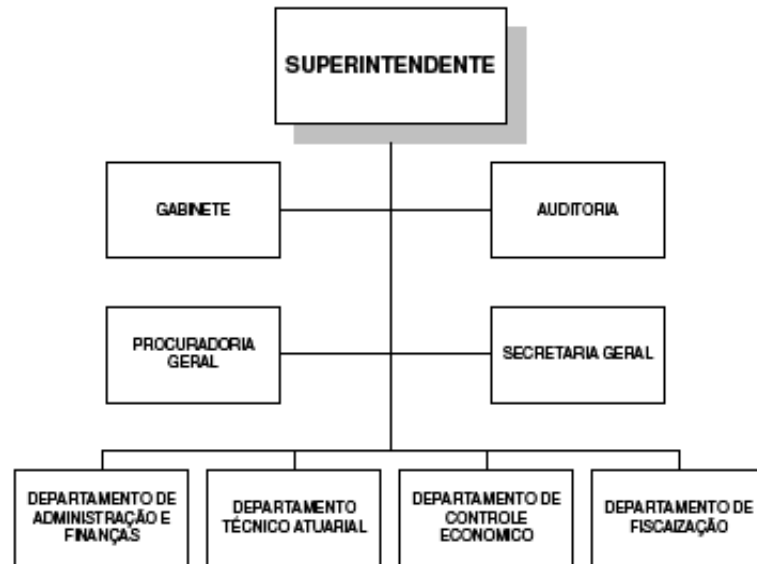 SUPERINTENDENTE
GABINETE
AUDITORIA
PROCURADORIA
GERAL
SECRETARIA GERAL
DEPARTAMENTO DE
ADMINISTRAÇÃO E
FINANÇAS
DEPARTAMENTO
TÉCNICO ATUARIAL
DEPARTAMENTO DE
CONTROLE
ECONOMICO
DEPARTAMENTO DE
FISCAIZAÇÃO